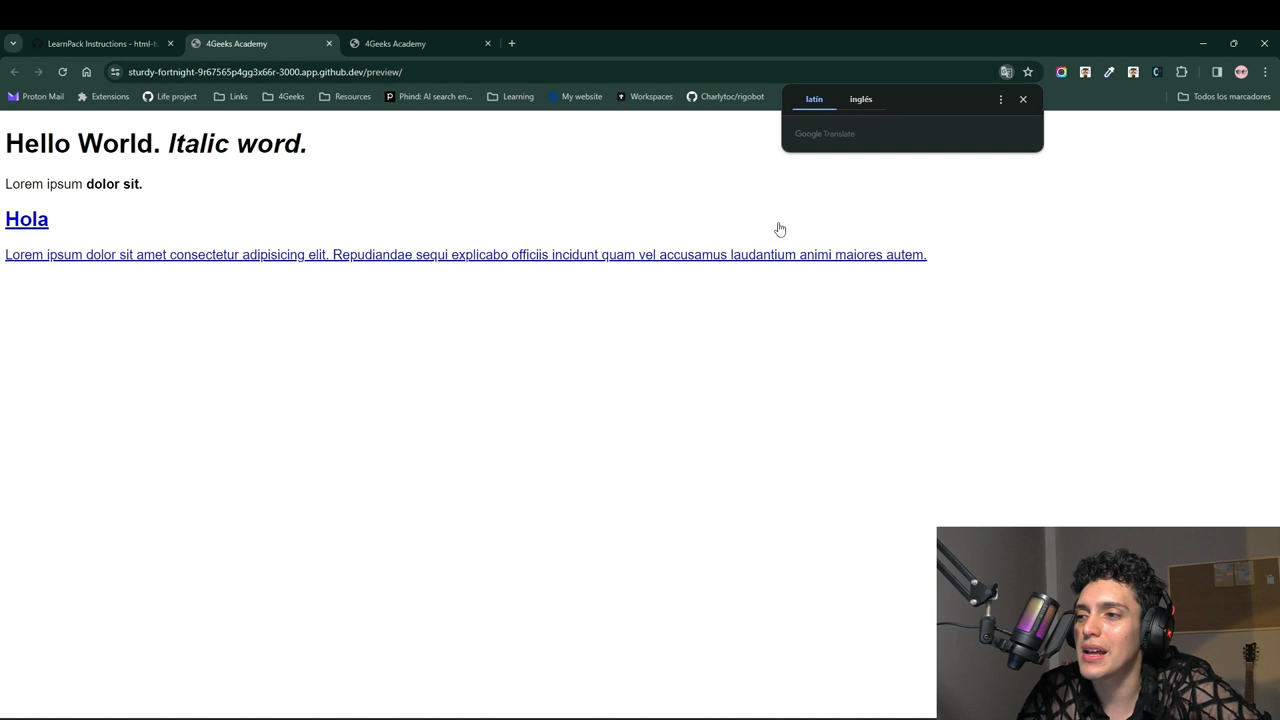 LearnPack Instructions - html-tu
4Geeks Academy
4Geeks Academy
sturdy-fortnight-9r67565p4gg3x66r-3000.app.github.dev/preview/
Proton Mail
Extensions
Life project
Links
4Geeks
Resources
Phind: AI search en...
Learning
My website
Workspaces
Charlytoc/rigobot
Todos los marcadores
latín
inglés
Google Translate
Hello World. Italic word.
Lorem ipsum dolor sit.
Hola
Lorem ipsum dolor sit amet consectetur adipisicing elit. Repudiandae sequi explicabo officiis incidunt quam vel accusamus laudantium animi maiores autem.